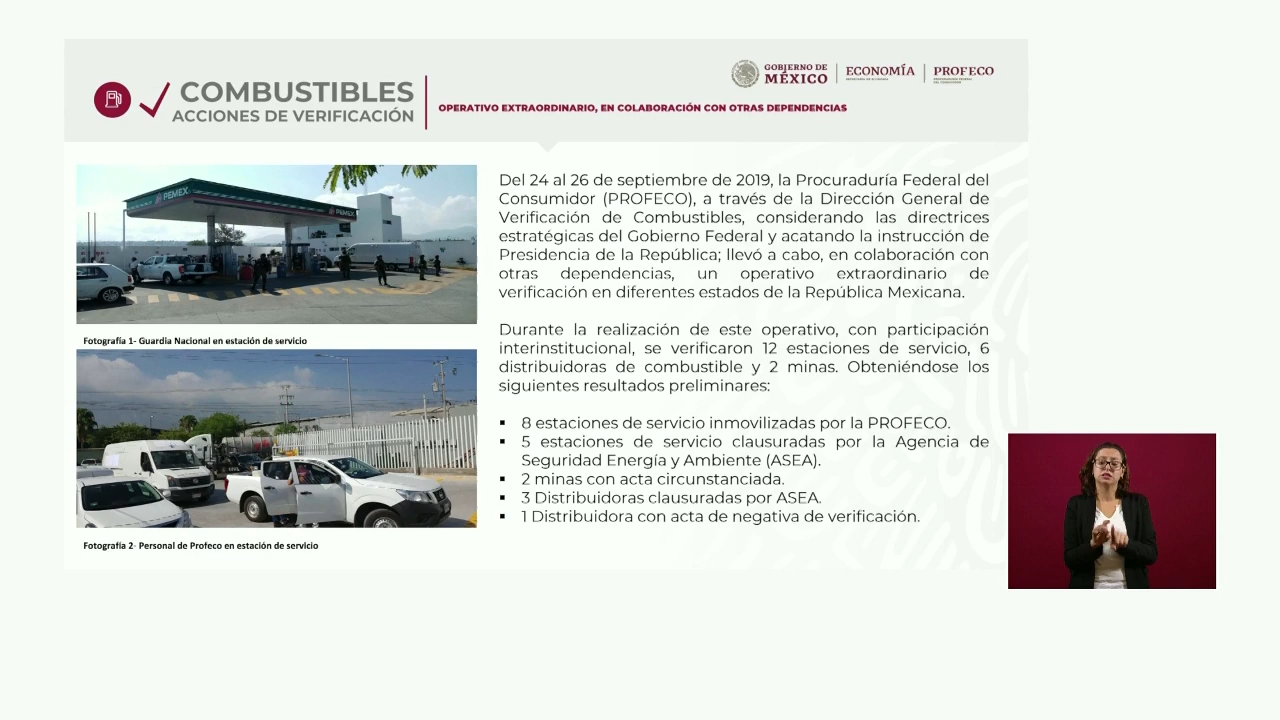 COMBUSTIBLES
ACCIONES DE VERIFICACIÓN
OPERATIVO EXTRAORDINARIO, EN COLABORACIÓN CON OTRAS DEPENDENCIAS
GOBIERNO DE
MÉXICO
ECONOMÍA
PROFECO
PEMEX
PEMEX
Fotografía 1- Guardia Nacional en estación de servicio
Fotografía 2- Personal de Profeco en estación de servicio
Del 24 al 26 de septiembre de 2019, la Procuraduría Federal del
Consumidor (PROFECO), a través de la Dirección General de
Verificación de Combustibles, considerando las directrices
estratégicas del Gobierno Federal y acatando la instrucción de
Presidencia de la República; llevó a cabo, en colaboración con
otras dependencias, un operativo extraordinario de
verificación en diferentes estados de la República Mexicana.
Durante la realización de este operativo, con participación
interinstitucional, se verificaron 12 estaciones de servicio, 6
distribuidoras de combustible y 2 minas. Obteniéndose los
siguientes resultados preliminares:
▪ 8 estaciones de servicio inmovilizadas por la PROFECO.
▪ 5 estaciones de servicio clausuradas por la Agencia de
Seguridad Energía y Ambiente (ASEA).
▪ 2 minas con acta circunstanciada.
▪ 3 Distribuidoras clausuradas por ASEA.
▪ 1 Distribuidora con acta de negativa de verificación.